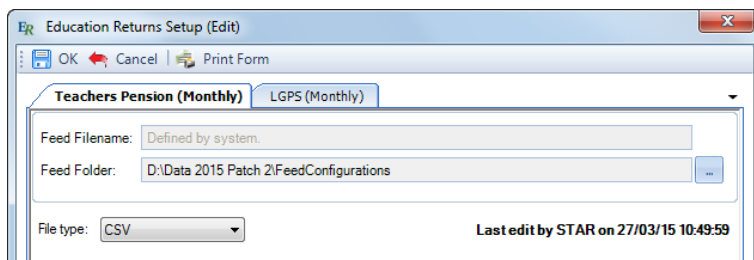 ER Education Returns Setup (Edit)
OK Cancel Print Form
Teachers Pension (Monthly) LGPS (Monthly)
Feed Filename: Defined by system.
Feed Folder: D:\Data 2015 Patch 2\FeedConfigurations ...
File type: CSV Last edit by STAR on 27/03/15 10:49:59